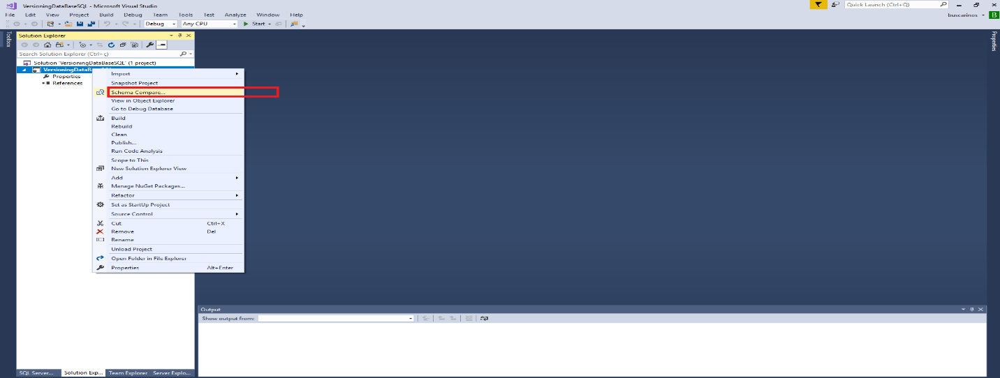 VersioningDataBaseSQL - Microsoft Visual Studio
Quick Launch (Ctrl+Q)
File Edit View Project Build Debug Team Tools Test Analyze Window Help
buscarinos B
Debug Any CPU Start
Toolbox
Properties
Solution Explorer
Search Solution Explorer (Ctrl+ç)
Solution 'VersioningDataBaseSQL' (1 project)
VersioningDataBaseSQL
Properties
References
Import
Snapshot Project
Schema Compare...
View in Object Explorer
Go to Debug Database
Build
Rebuild
Clean
Publish...
Run Code Analysis
Scope to This
New Solution Explorer View
Add
Manage NuGet Packages...
Refactor
Set as StartUp Project
Source Control
Cut Ctrl+X
Remove Del
Rename
Unload Project
Open Folder in File Explorer
Properties Alt+Enter
Output
Show output from:
SQL Server... Solution Exp... Team Explorer Server Explo...